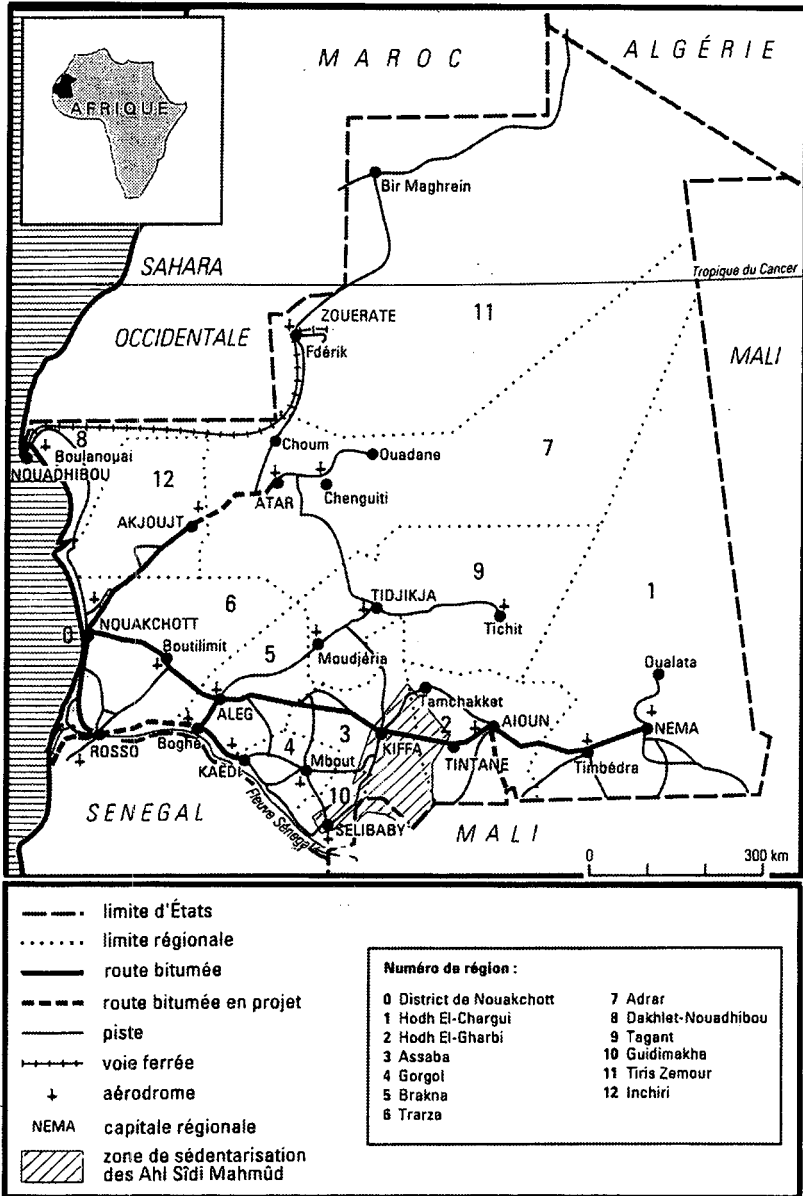 MAROC
ALGÉRIE
AFRIQUE
Bir Maghrein
SAHARA
Tropique du Cancer
ZOUERATE
11
OCCIDENTALE
Fdérik
MALI
8
Choum
Ouadane
7
Boulanouai
NOUADHIBOU
12
ATAR
Chenguiti
AKJOUJT
9
1
6
TIDJIKJA
Tichit
0
NOUAKCHOTT
Boutilimit
5
Moudjéria
Oualata
Tamchakket
ALEG
3
2
AIOUN
NEMA
ROSSO
Boghé
4
KIFFA
TINTANE
Timbédra
KAËDI
Mbout
10
SENEGAL
Fleuve Sénégal
SELIBABY
MALI
0 300 km
limite d'États
limite régionale
route bitumée
route bitumée en projet
piste
voie ferrée
aérodrome
NEMA capitale régionale
zone de sédentarisation
des Ahl Sîdi Mahmûd
Numéro de région :
0 District de Nouakchott
1 Hodh El-Chargui
2 Hodh El-Gharbi
3 Assaba
4 Gorgol
5 Brakna
6 Trarza
7 Adrar
8 Dakhlet-Nouadhibou
9 Tagant
10 Guidimakha
11 Tiris Zemour
12 Inchiri